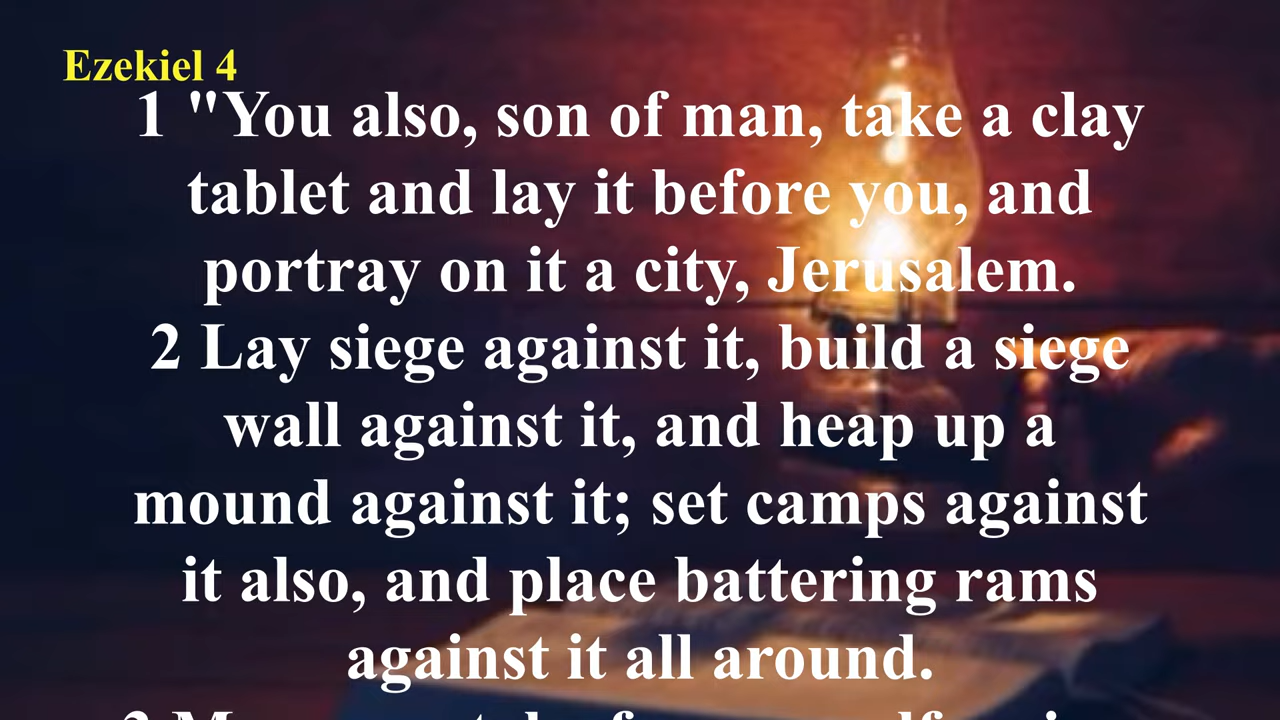 Ezekiel 4
1 "You also, son of man, take a clay
tablet and lay it before you, and
portray on it a city, Jerusalem.
2 Lay siege against it, build a siege
wall against it, and heap up a
mound against it; set camps against
it also, and place battering rams
against it all around.